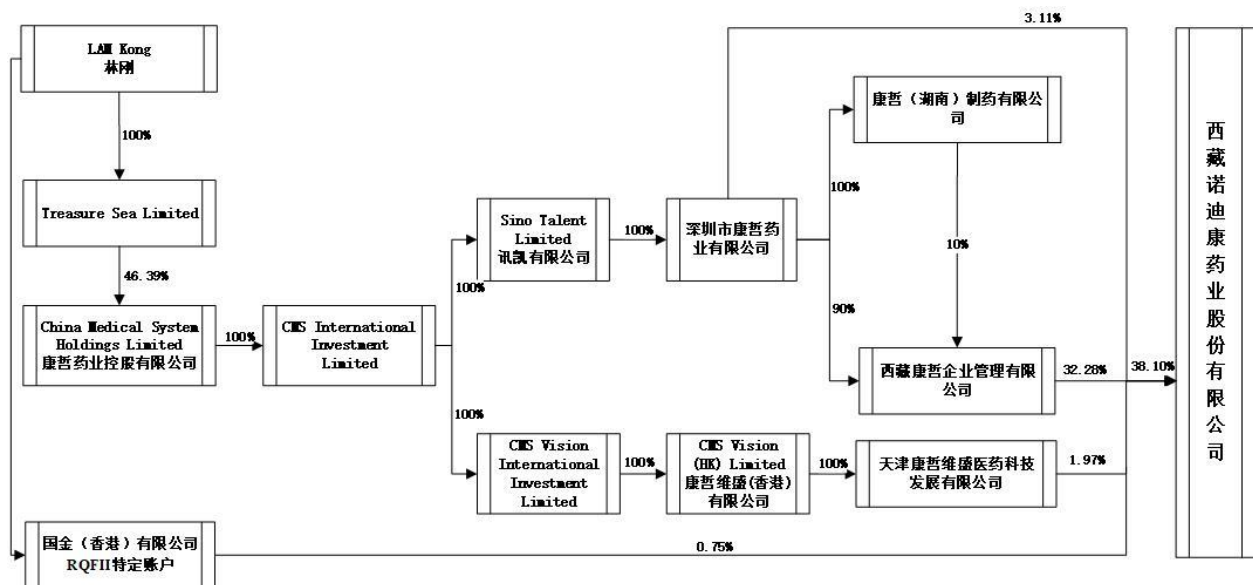 3.11%
LAM Kong
林刚
100%
康哲（湖南）制药有限公
司
Treasure Sea Limited
Sino Talent
Limited
讯凯有限公司
100%
深圳市康哲药
业有限公司
100%
10%
46.39%
100%
90%
China Medical System
Holdings Limited
康哲药业控股有限公司
100%
CMS International
Investment
Limited
西藏康哲企业管理有限
公司
32.28%
38.10%
西藏诺迪康药业股份有限公司
100%
CMS Vision
International
Investment
Limited
100%
CMS Vision
(HK) Limited
康哲维盛(香港)
有限公司
100%
天津康哲维盛医药科技
发展有限公司
1.97%
国金（香港）有限公司
RQFII特定账户
0.75%